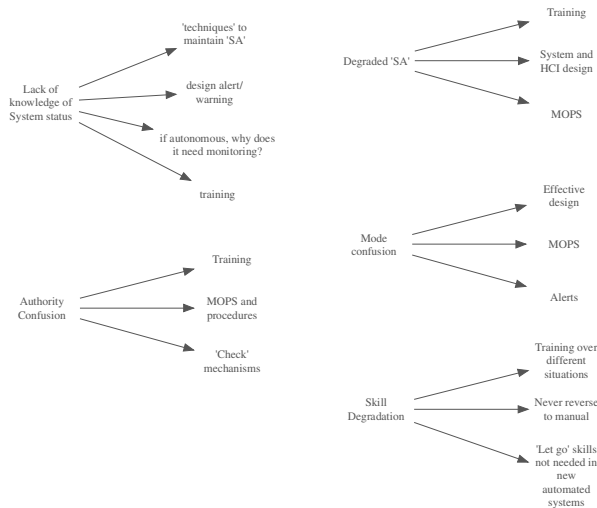 Lack of
knowledge of
System status
'techniques' to
maintain 'SA'
design alert/
warning
if autonomous, why does
it need monitoring?
training
Authority
Confusion
Training
MOPS and
procedures
'Check'
mechanisms
Degraded 'SA'
Training
System and
HCI design
MOPS
Mode
confusion
Effective
design
MOPS
Alerts
Skill
Degradation
Training over
different
situations
Never reverse
to manual
'Let go' skills
not needed in
new
automated
systems